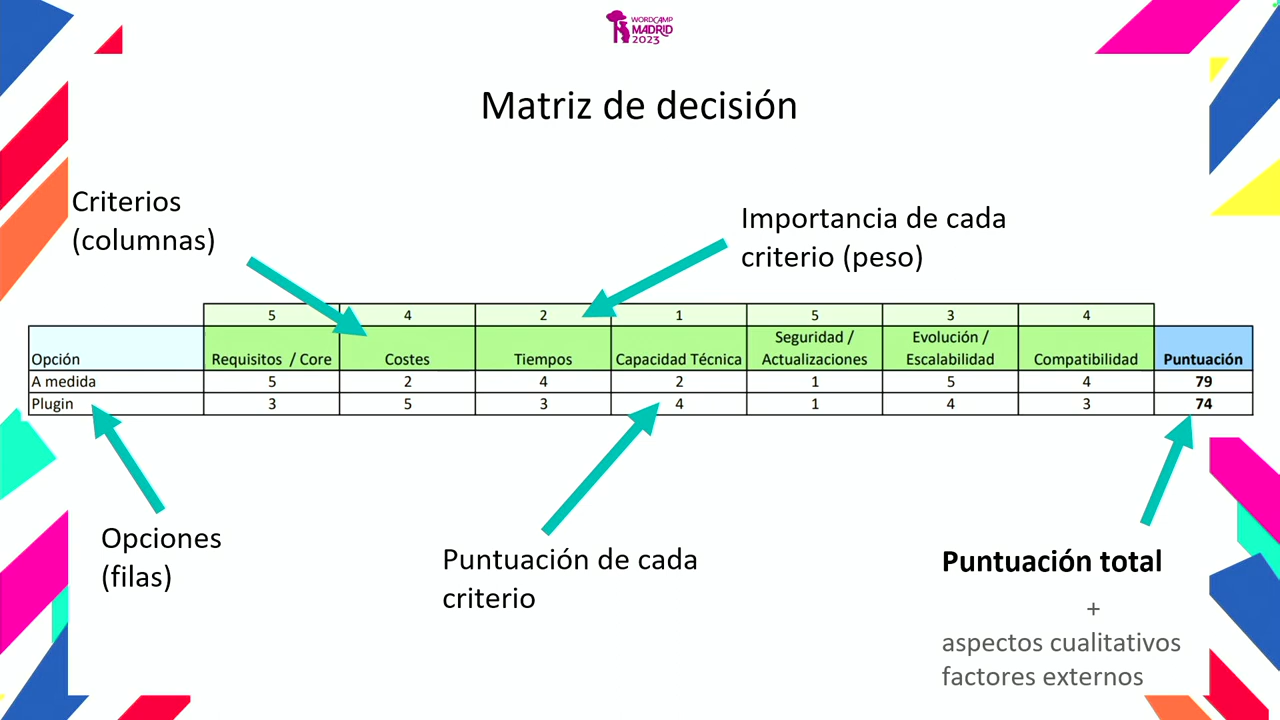 WORDCAMP
MADRID
2023
Matriz de decisión
Criterios
(columnas)
Importancia de cada
criterio (peso)
5 4 2 1 5 3 4
Opción Requisitos / Core Costes Tiempos Capacidad Técnica Seguridad / Actualizaciones Evolución / Escalabilidad Compatibilidad Puntuación
A medida 5 2 4 2 1 5 4 79
Plugin 3 5 3 4 1 4 3 74
Opciones
(filas)
Puntuación de cada
criterio
Puntuación total
+
aspectos cualitativos
factores externos